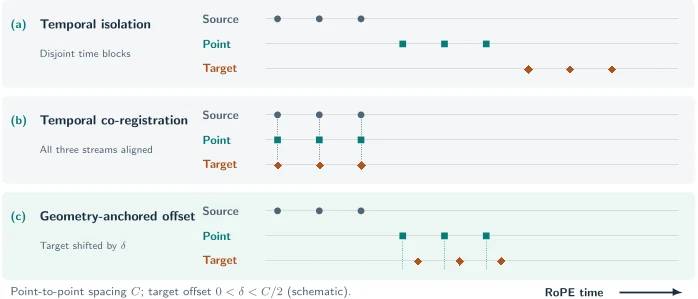 (a) Temporal isolation
Disjoint time blocks
Source
Point
Target
(b) Temporal co-registration
All three streams aligned
Source
Point
Target
(c) Geometry-anchored offset
Target shifted by δ
Source
Point
Target
Point-to-point spacing C; target offset 0 < δ < C/2 (schematic).
RoPE time